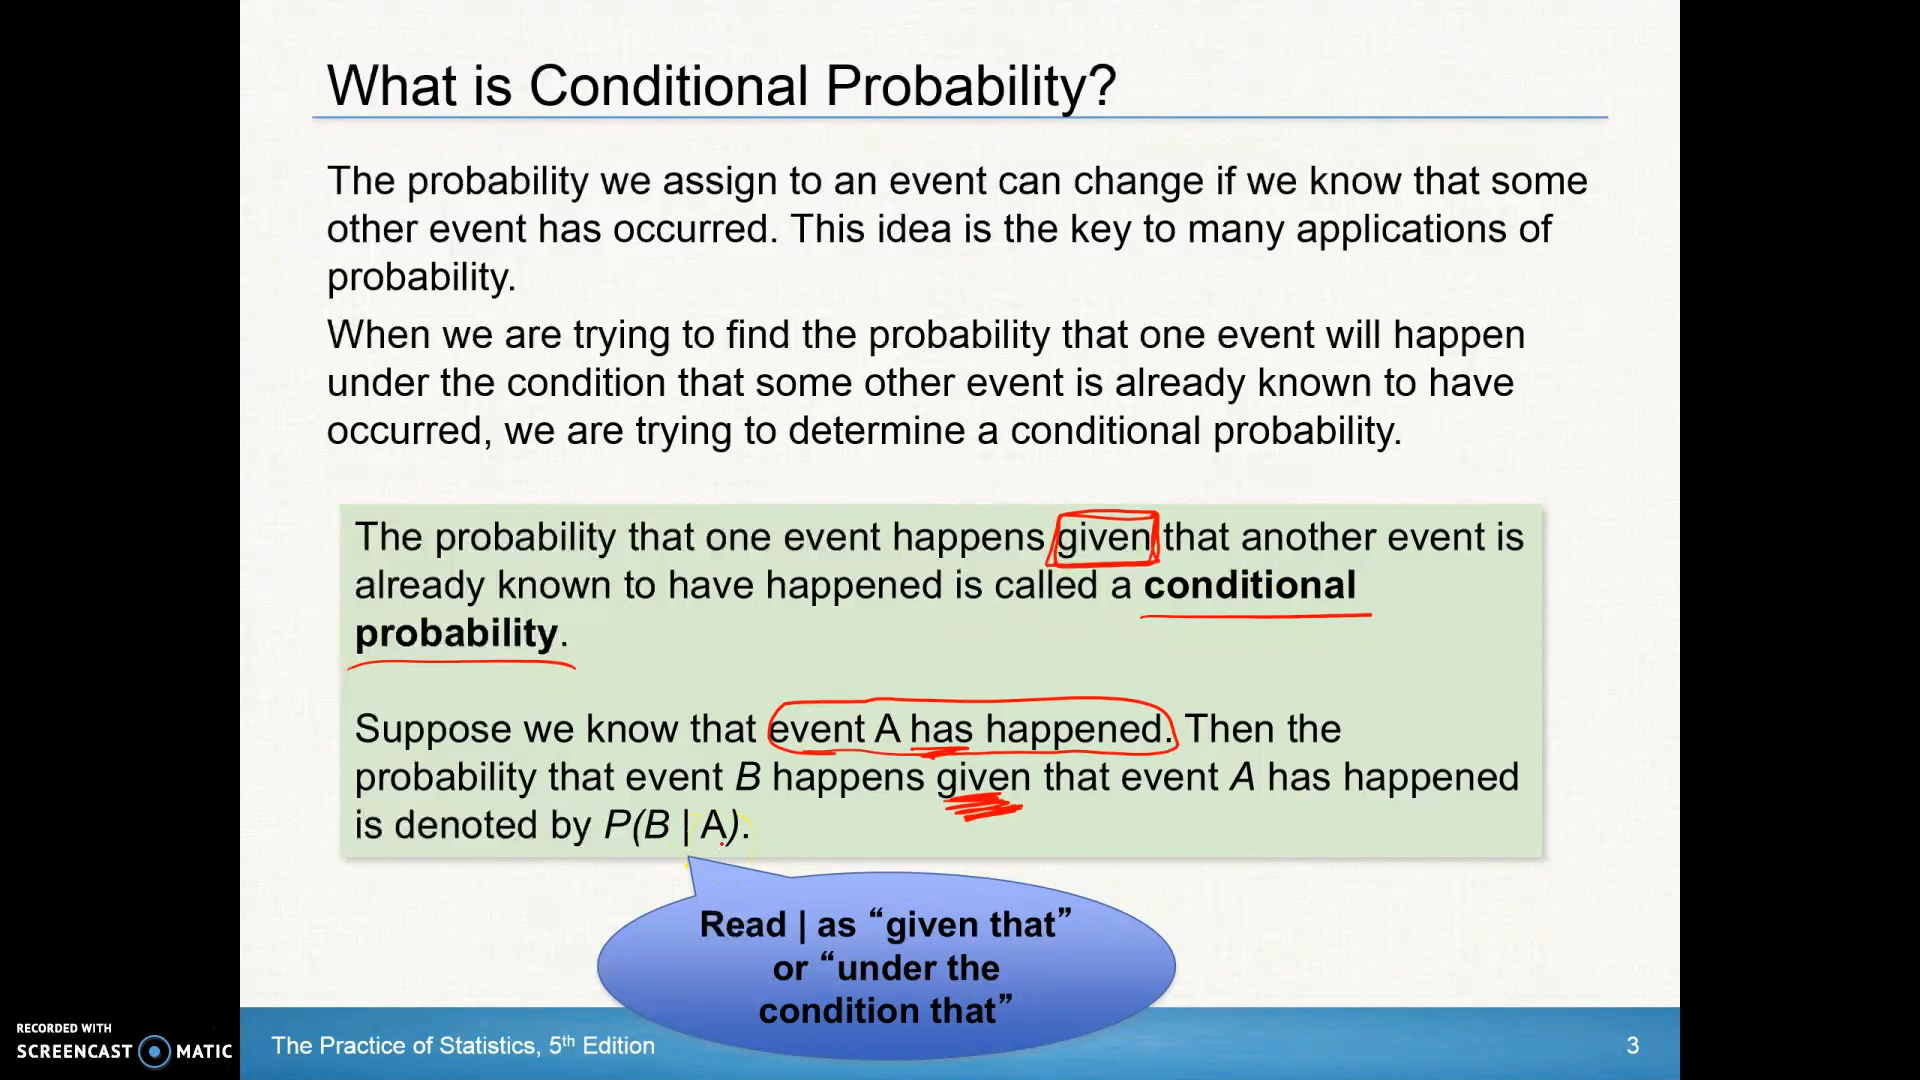 What is Conditional Probability?
The probability we assign to an event can change if we know that some
other event has occurred. This idea is the key to many applications of
probability.
When we are trying to find the probability that one event will happen
under the condition that some other event is already known to have
occurred, we are trying to determine a conditional probability.
The probability that one event happens given that another event is
already known to have happened is called a conditional
probability.
Suppose we know that event A has happened. Then the
probability that event B happens given that event A has happened
is denoted by P(B | A).
Read | as “given that”
or “under the
condition that”
RECORDED WITH
SCREENCAST MATIC
The Practice of Statistics, 5th Edition
3